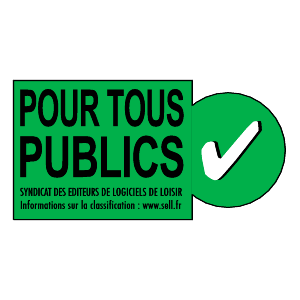 POUR TOUS
PUBLICS
SYNDICAT DES EDITEURS DE LOGICIELS DE LOISIR
Informations sur la classification : www.sell.fr